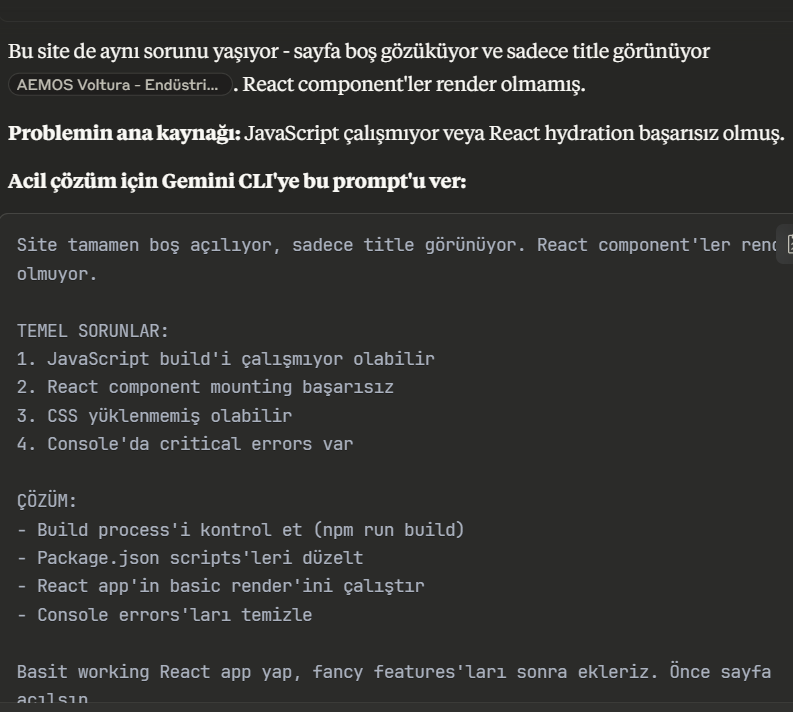 Bu site de aynı sorunu yaşıyor - sayfa boş gözüküyor ve sadece title görünüyor
AEMOS Voltura - Endüstri... . React component'ler render olmamış.
Problemin ana kaynağı: JavaScript çalışmıyor veya React hydration başarısız olmuş.
Acil çözüm için Gemini CLI'ye bu prompt'u ver:
Site tamamen boş açılıyor, sadece title görünüyor. React component'ler
olmuyor.
TEMEL SORUNLAR:
1. JavaScript build'i çalışmıyor olabilir
2. React component mounting başarısız
3. CSS yüklenmemiş olabilir
4. Console'da critical errors var
ÇÖZÜM:
- Build process'i kontrol et (npm run build)
- Package.json scripts'leri düzelt
- React app'in basic render'ini çalıştır
- Console errors'ları temizle
Basit working React app yap, fancy features'ları sonra ekleriz. Önce sayfa
açılsın